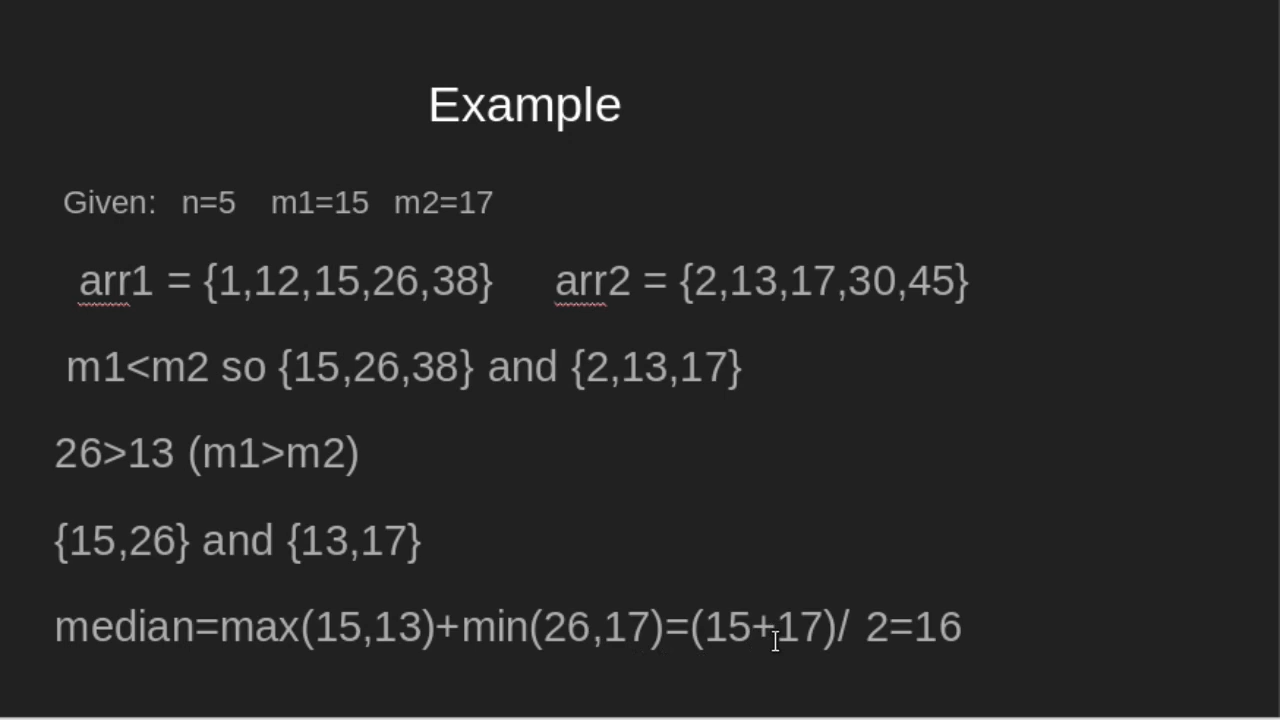 Example
Given: n=5 m1=15 m2=17
arr1 = {1,12,15,26,38} arr2 = {2,13,17,30,45}
m1<m2 so {15,26,38} and {2,13,17}
26>13 (m1>m2)
{15,26} and {13,17}
median=max(15,13)+min(26,17)=(15+17)/ 2=16